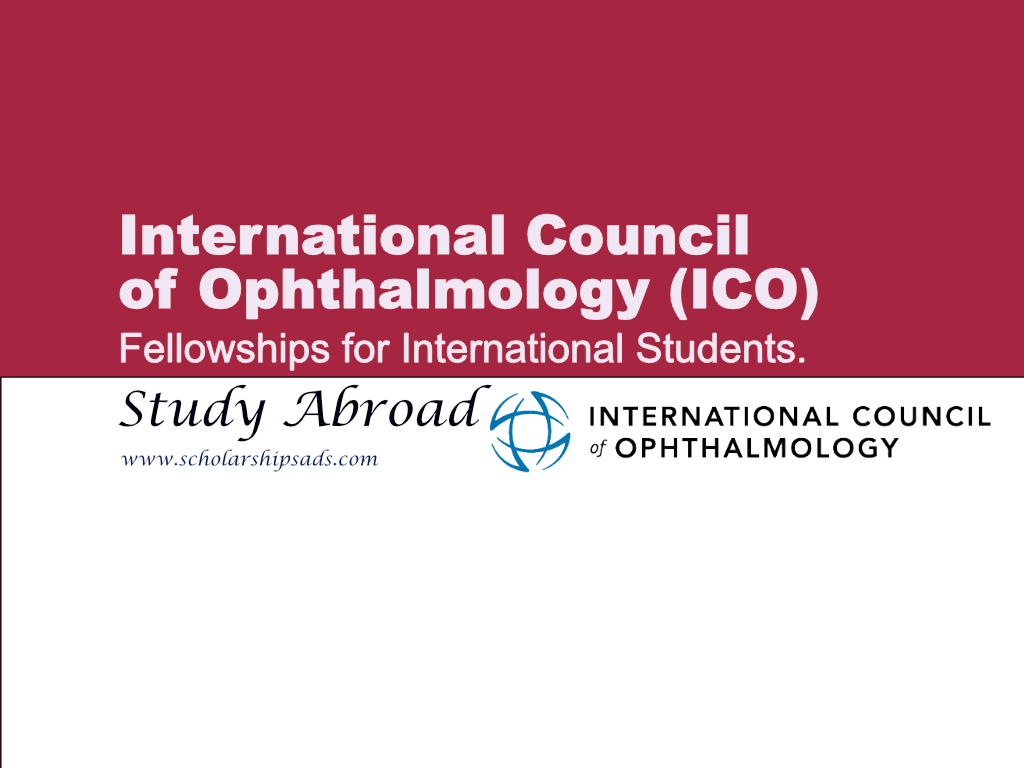 International Council
of Ophthalmology (ICO)
Fellowships for International Students.
Study Abroad
www.scholarshipsads.com
INTERNATIONAL COUNCIL
of OPHTHALMOLOGY